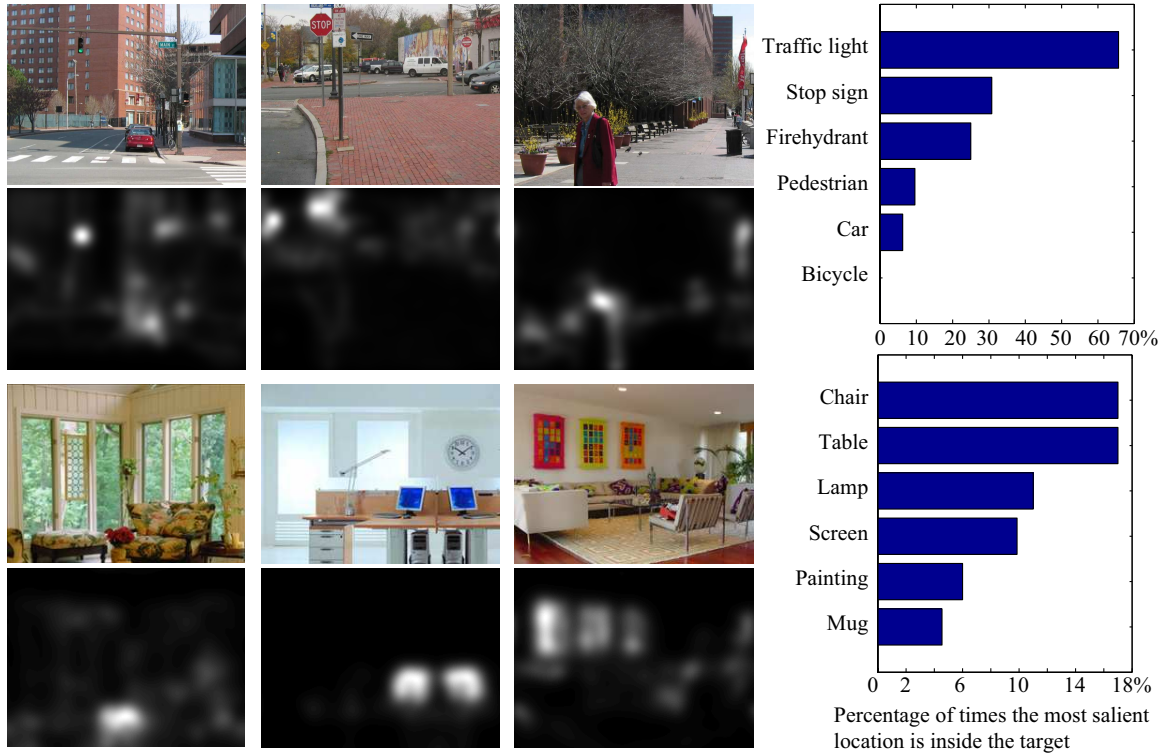 MAIN
STOP
Traffic light
Stop sign
Firehydrant
Pedestrian
Car
Bicycle
0 10 20 30 40 50 60 70%
Chair
Table
Lamp
Screen
Painting
Mug
0 2 6 10 14 18%
Percentage of times the most salient
location is inside the target